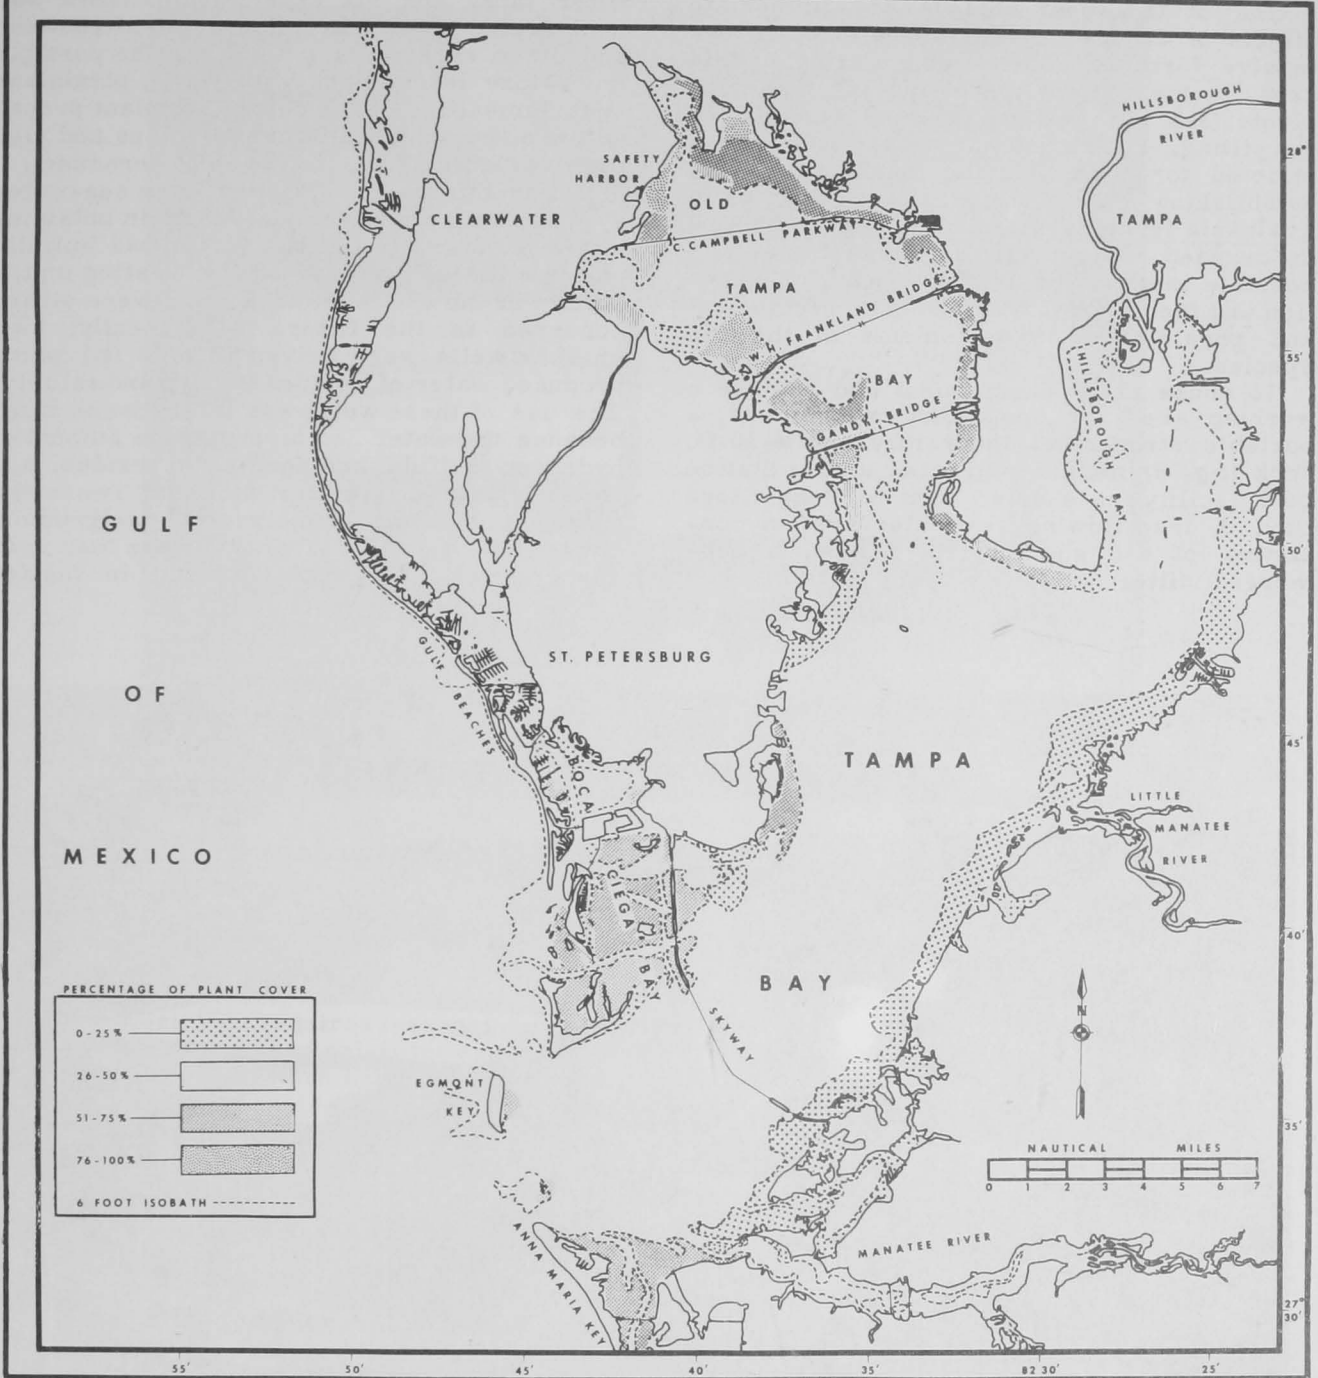 HILLSBOROUGH
RIVER
28°
SAFETY
HARBOR
OLD
TAMPA
CLEARWATER
C. CAMPBELL PARKWAY
TAMPA
W. H. FRANKLAND BRIDGE
55'
HILLSBOROUGH BAY
BAY
GANDY BRIDGE
GULF
50'
ST. PETERSBURG
GULF BEACHES
OF
45'
TAMPA
BOCA CIEGA BAY
LITTLE
MANATEE
RIVER
MEXICO
40'
BAY
SKYWAY
PERCENTAGE OF PLANT COVER
0-25%
26-50%
51-75%
76-100%
6 FOOT ISOBATH
N
EGMONT
KEY
35'
NAUTICAL MILES
0 1 2 3 4 5 6 7
ANNA MARIA KEY
MANATEE RIVER
27°
30'
55' 50' 45' 40' 35' 82 30' 25'